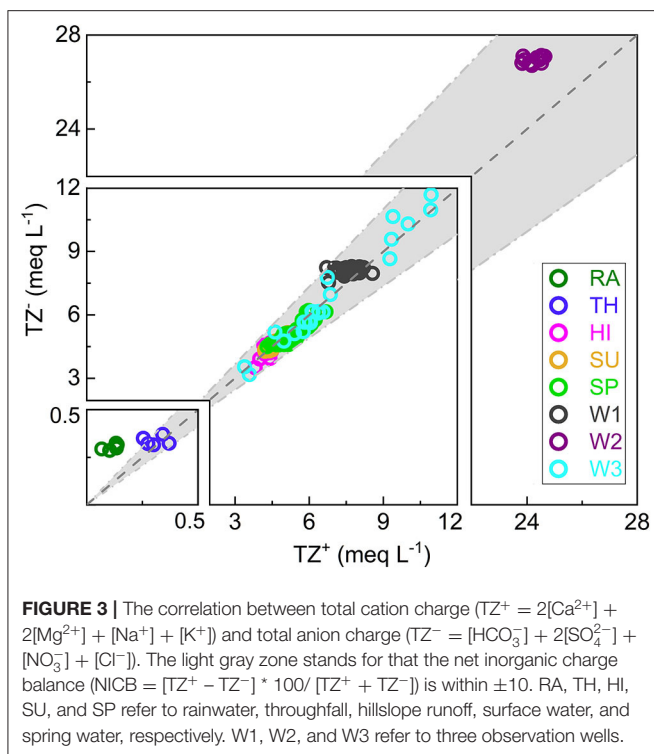 28
24
12
9
6
3
0.5
0.5
3
6
9
12
24
28
TZ⁻ (meq L⁻¹)
TZ⁺ (meq L⁻¹)
RA
TH
HI
SU
SP
W1
W2
W3
FIGURE 3 | The correlation between total cation charge (TZ⁺ = 2[Ca²⁺] +
2[Mg²⁺] + [Na⁺] + [K⁺]) and total anion charge (TZ⁻ = [HCO₃⁻] + 2[SO₄²⁻] +
[NO₃⁻] + [Cl⁻]). The light gray zone stands for that the net inorganic charge
balance (NICB = [TZ⁺ – TZ⁻] * 100/ [TZ⁺ + TZ⁻]) is within ±10. RA, TH, HI,
SU, and SP refer to rainwater, throughfall, hillslope runoff, surface water, and
spring water, respectively. W1, W2, and W3 refer to three observation wells.